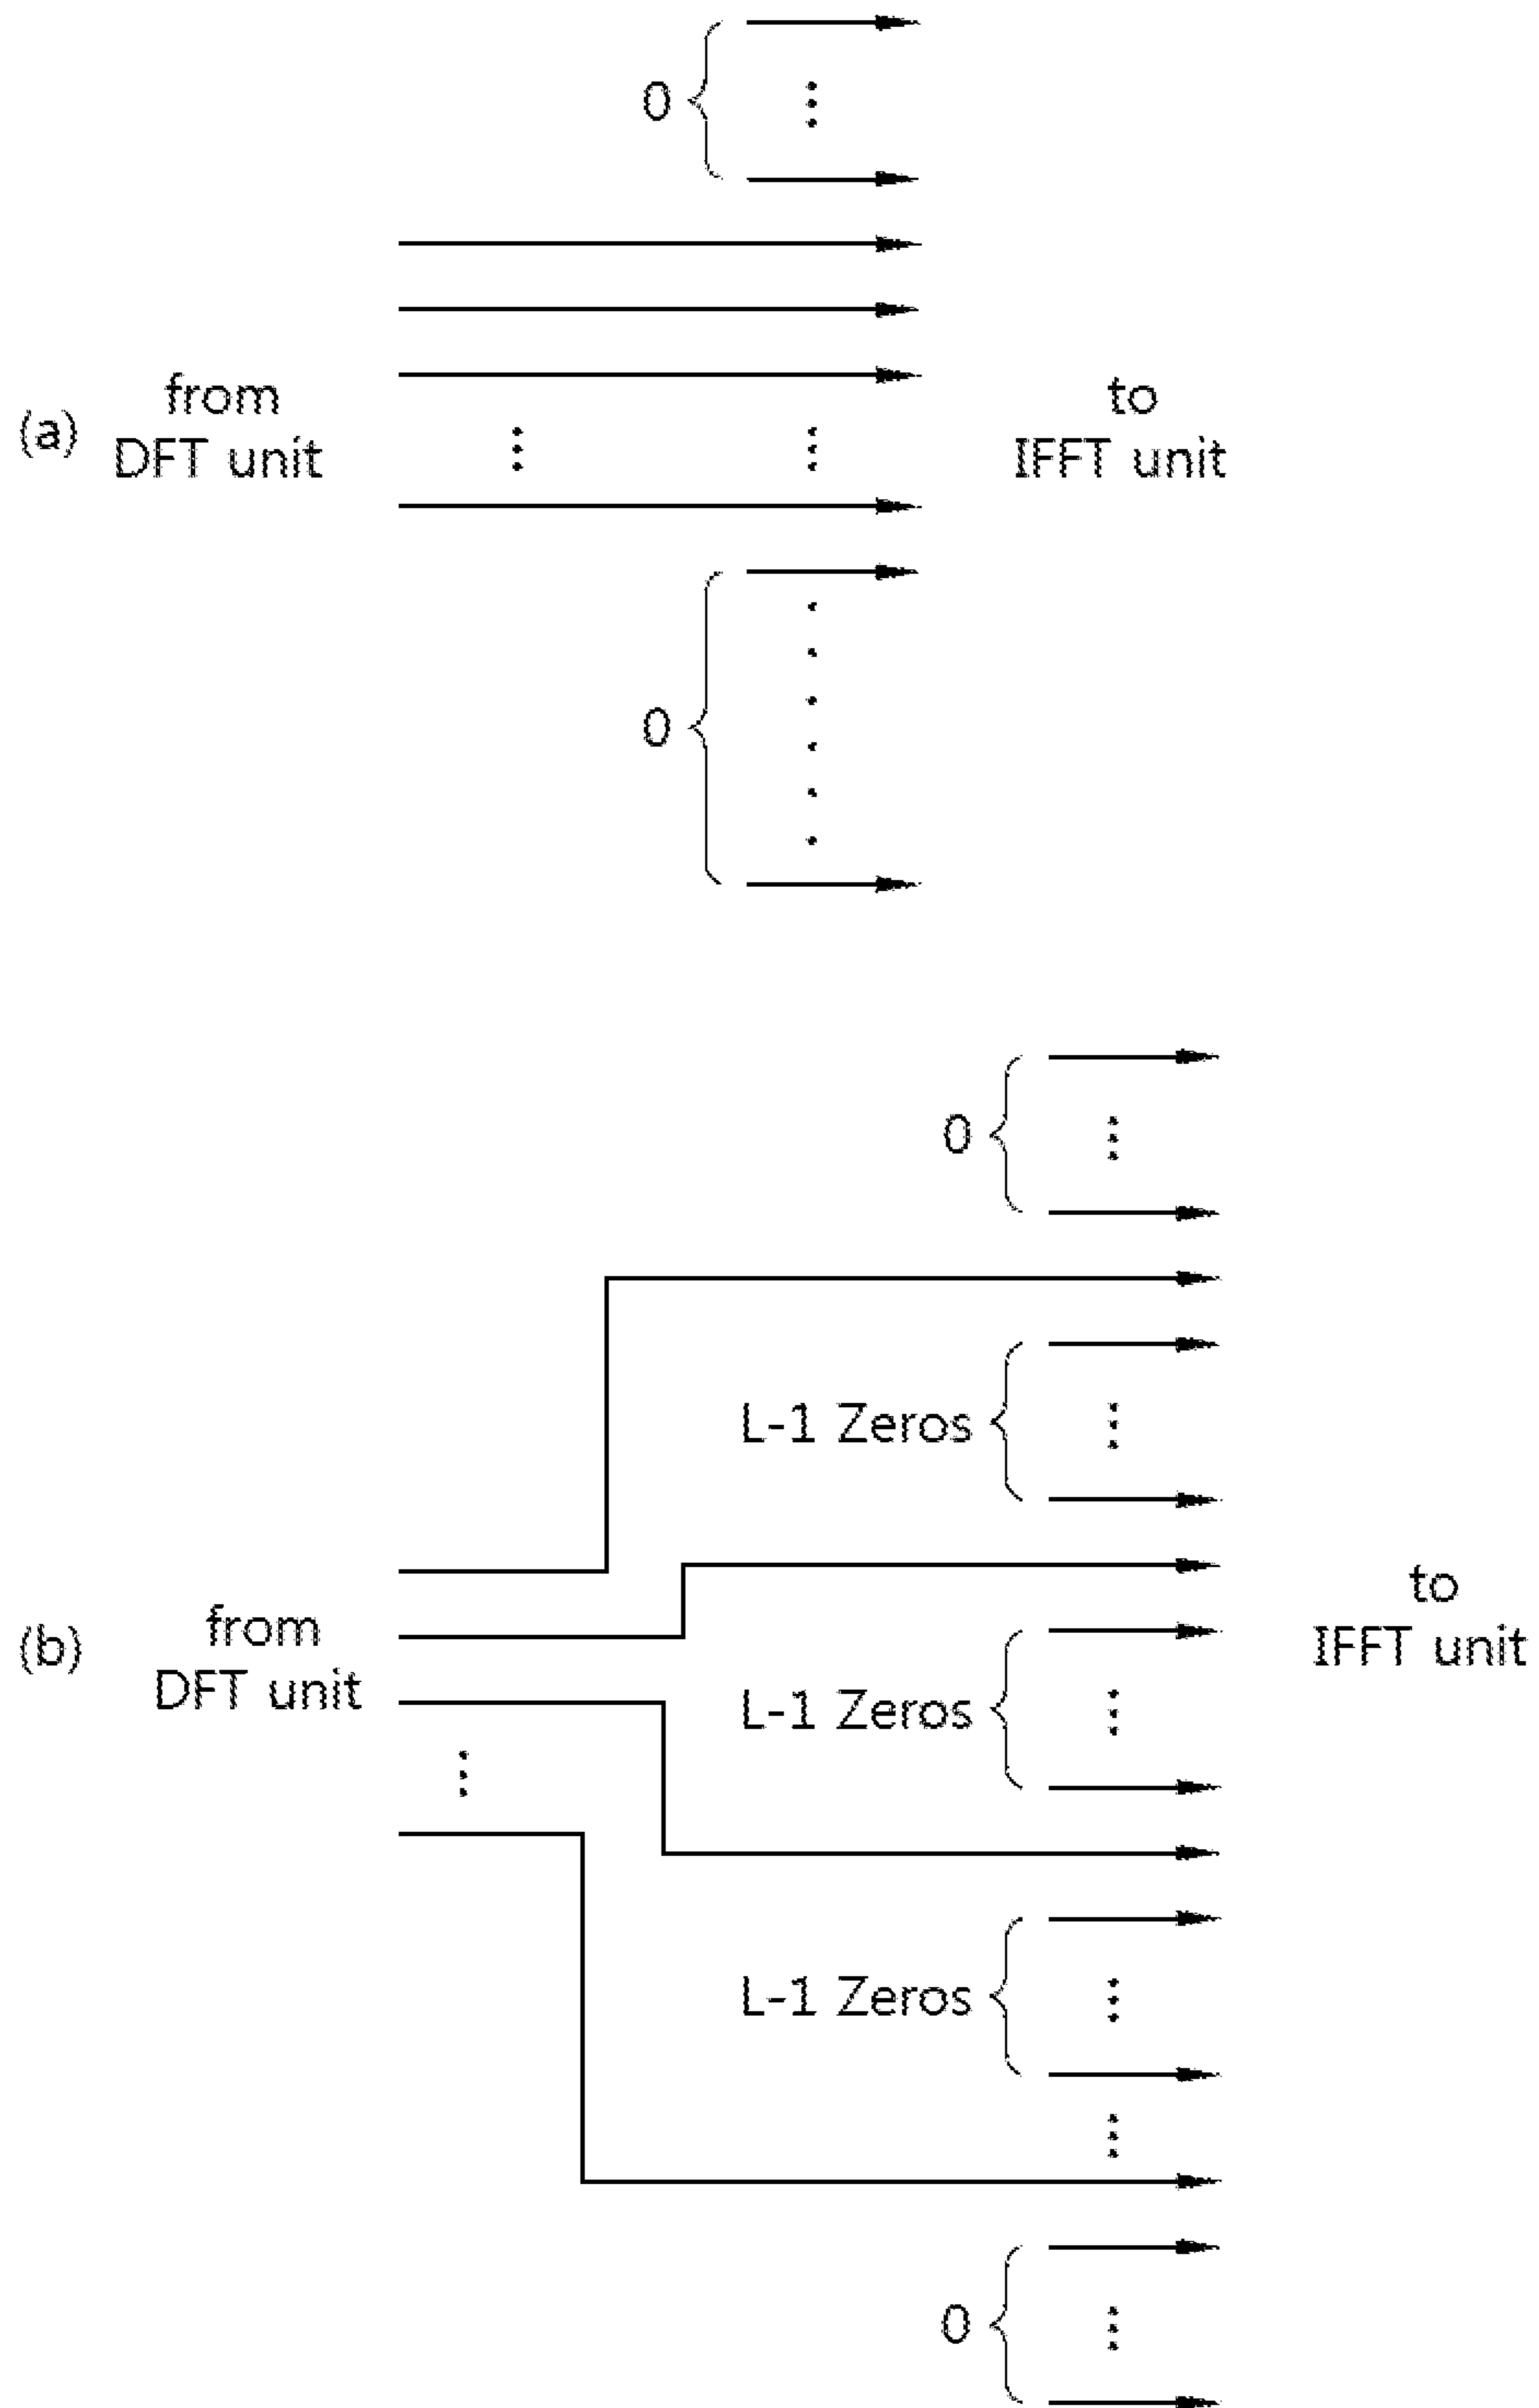 0
(a)
from
DFT unit
to
IFFT unit
0
0
L-1 Zeros
(b)
from
DFT unit
to
IFFT unit
L-1 Zeros
L-1 Zeros
0